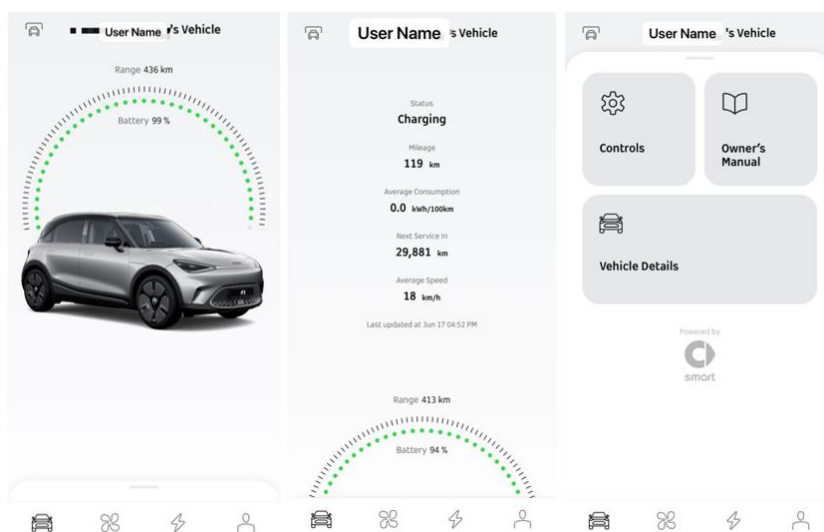 User Name 's Vehicle
Range 436 km
Battery 99 %
User Name 's Vehicle
Status
Charging
Mileage
119 km
Average Consumption
0.0 kWh/100km
Next Service In
29,881 km
Average Speed
18 km/h
Last updated at Jun 17 04:52 PM
Range 413 km
Battery 94 %
User Name 's Vehicle
Controls
Owner's
Manual
Vehicle Details
Powered by
smart